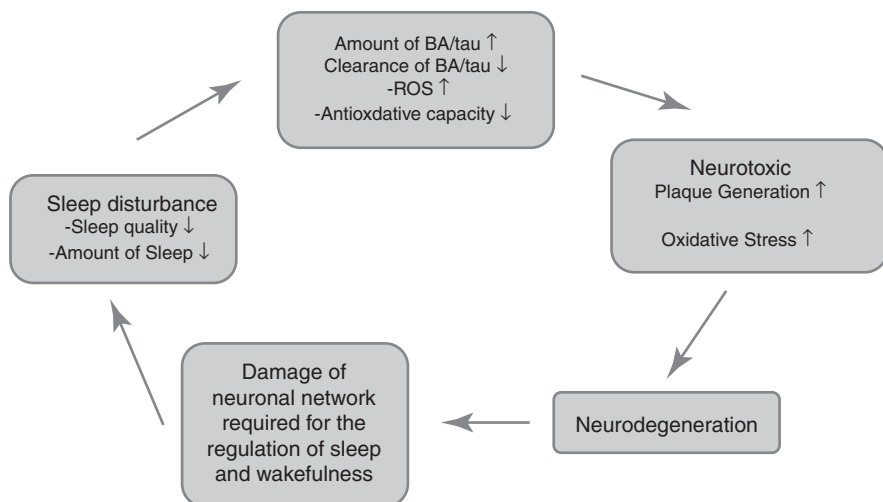 Amount of BA/tau ↑
Clearance of BA/tau ↓
-ROS ↑
-Antioxdative capacity ↓
Neurotoxic
Plaque Generation ↑
Oxidative Stress ↑
Neurodegeneration
Damage of
neuronal network
required for the
regulation of sleep
and wakefulness
Sleep disturbance
-Sleep quality ↓
-Amount of Sleep ↓